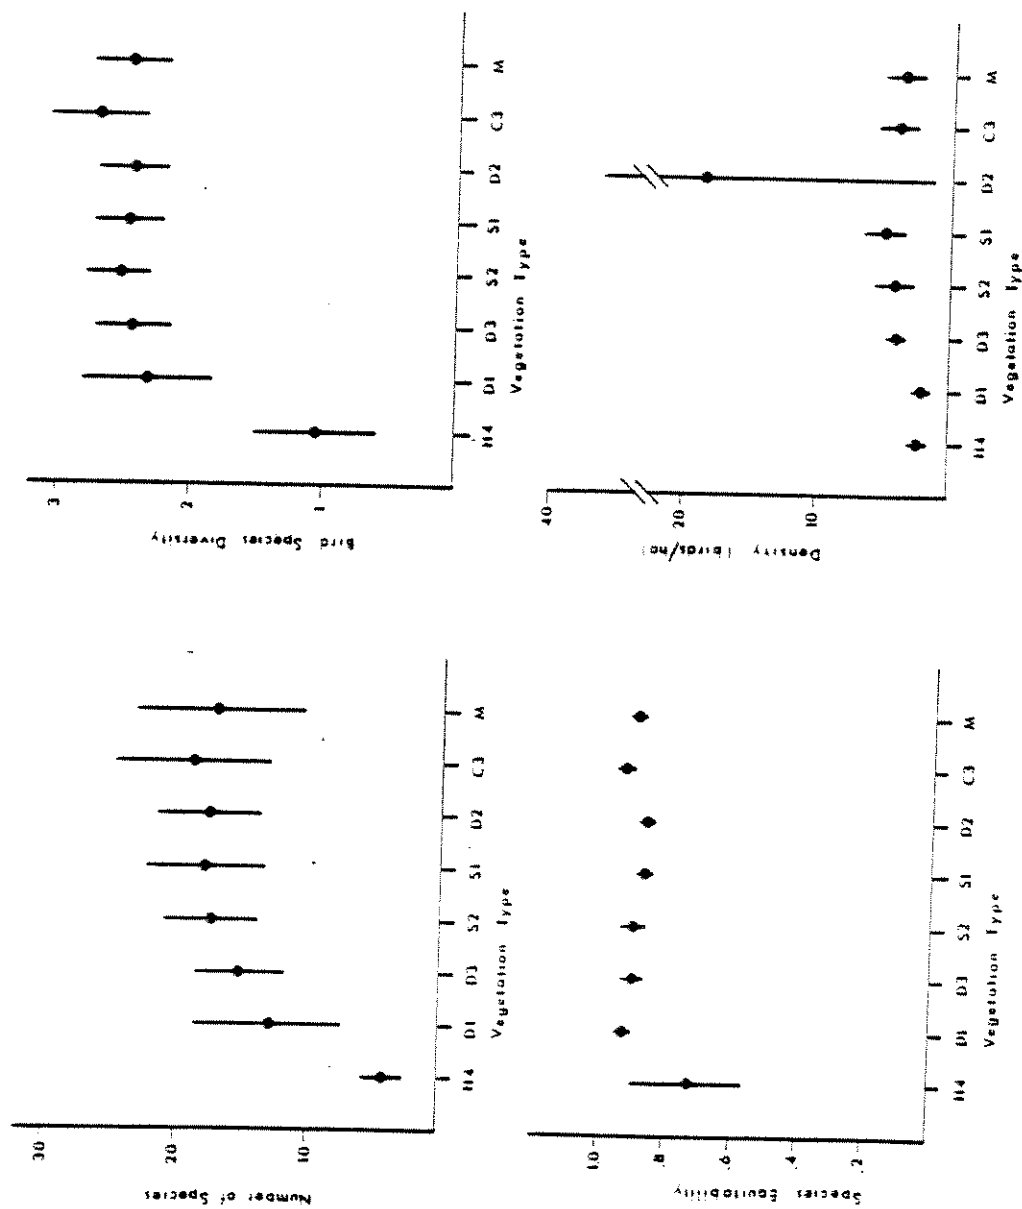 Number of Species
30
20
10
H4 D1 D3 S2 S1 D2 C3 M
Vegetation Type
Bird Species Diversity
3
2
1
H4 D1 D3 S2 S1 D2 C3 M
Vegetation Type
Species Equitability
1.0
.8
.6
.4
.2
H4 D1 D3 S2 S1 D2 C3 M
Vegetation Type
Density (birds/ha)
40
20
10
H4 D1 D3 S2 S1 D2 C3 M
Vegetation Type